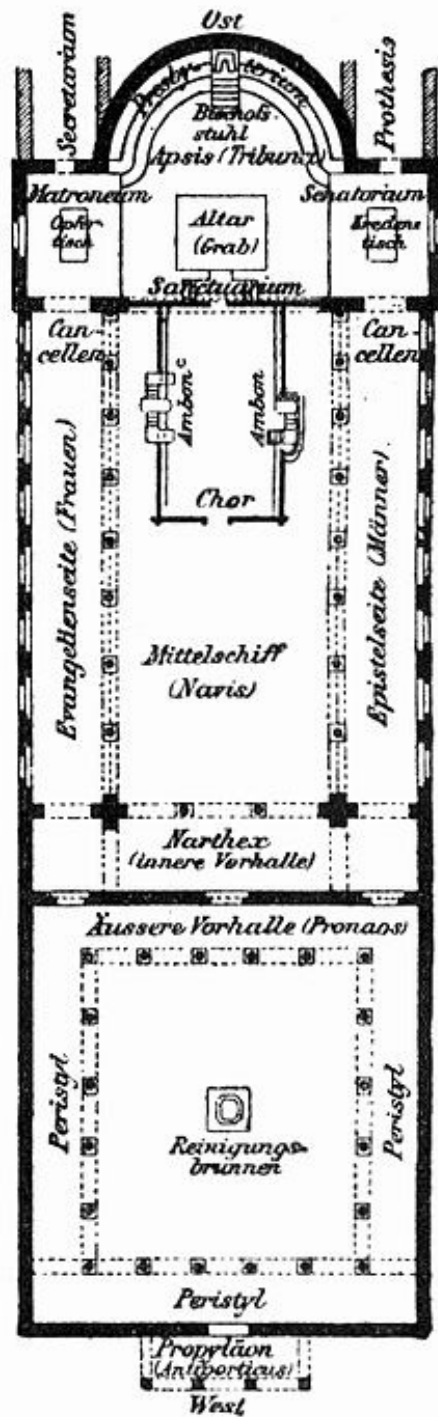 Ost
Presbyterium
Secretarium
Prothesis
Bischofs
stuhl
Apsis (Tribuna)
Matroneum
Senatorium
Opfer
tisch
Altar
(Grab)
Kredens
tisch
Sanctuarium
Can-
cellen
Can-
cellen
Ambon
c
Ambon
Chor
Evangelienseite (Frauen)
Epistelseite (Männer)
Mittelschiff
(Navis)
Narthex
(innere Vorhalle)
Äussere Vorhalle (Pronaos)
Peristyl
Peristyl
Reinigungs-
brunnen
Peristyl
Propyläon
(Antiporticus)
West